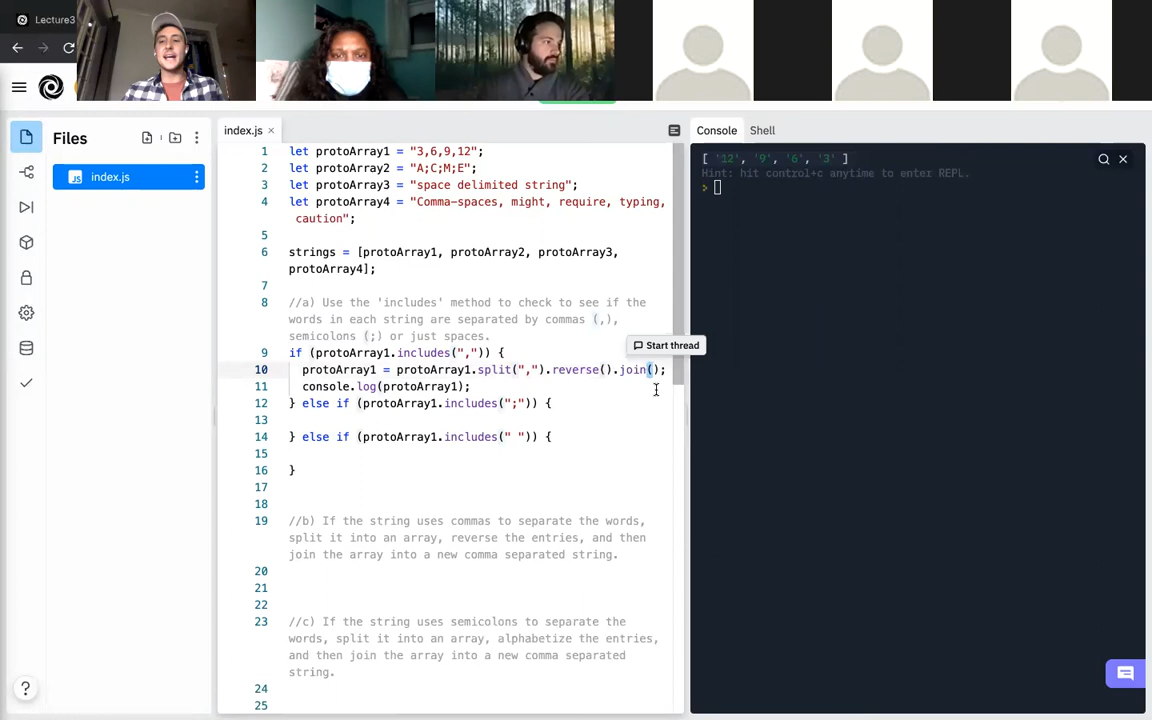 Lecture3
Files
index.js
index.js
Console
Shell
1 let protoArray1 = "3,6,9,12";
2 let protoArray2 = "A;C;M;E";
3 let protoArray3 = "space delimited string";
4 let protoArray4 = "Comma-spaces, might, require, typing,
caution";
5
6 strings = [protoArray1, protoArray2, protoArray3,
protoArray4];
7
8 //a) Use the 'includes' method to check to see if the
words in each string are separated by commas (,),
semicolons (;) or just spaces.
Start thread
9 if (protoArray1.includes(",")) {
10 protoArray1 = protoArray1.split(",").reverse().join();
11 console.log(protoArray1);
12 } else if (protoArray1.includes(";")) {
13
14 } else if (protoArray1.includes(" ")) {
15
16 }
17
18
19 //b) If the string uses commas to separate the words,
split it into an array, reverse the entries, and then
join the array into a new comma separated string.
20
21
22
23 //c) If the string uses semicolons to separate the
words, split it into an array, alphabetize the entries,
and then join the array into a new comma separated
string.
24
25
[ '12', '9', '6', '3' ]
Hint: hit control+c anytime to enter REPL.
>
?